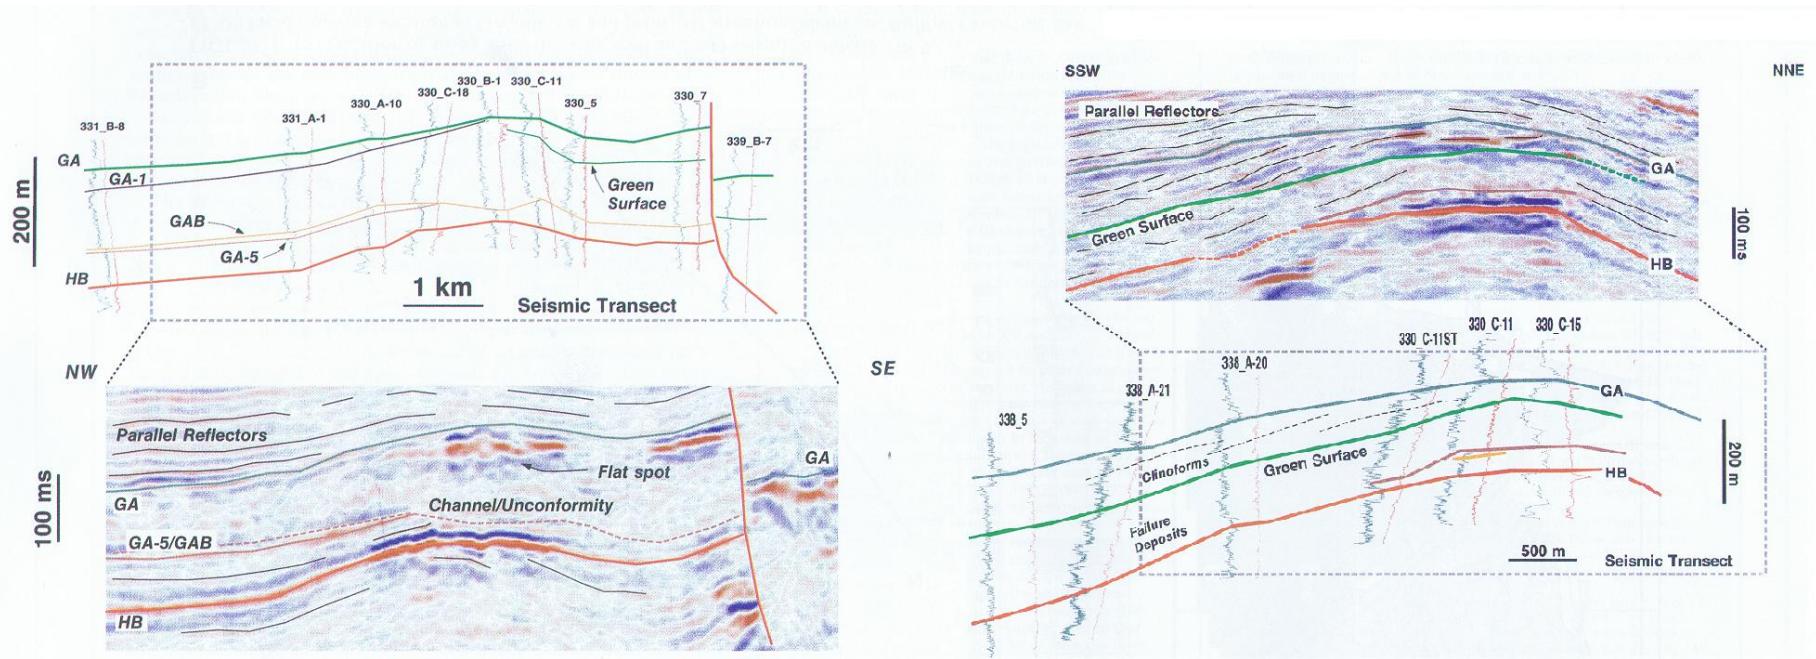 330_B-1 330_C-11
330_C-18
330_A-10
330_5
330_7
331_A-1
331_B-8
339_B-7
GA
GA-1
Green
Surface
GAB
GA-5
HB
200 m
1 km
Seismic Transect
NW
SE
Parallel Reflectors
Flat spot
GA
GA
Channel/Unconformity
GA-5/GAB
HB
100 ms
SSW
NNE
Parallel Reflectors
GA
Green Surface
HB
100 ms
330_C-11 330_C-15
330_C-11ST
338_A-20
338_A-21
338_5
GA
Clinoforms
Green Surface
HB
Failure
Deposits
200 m
500 m
Seismic Transect